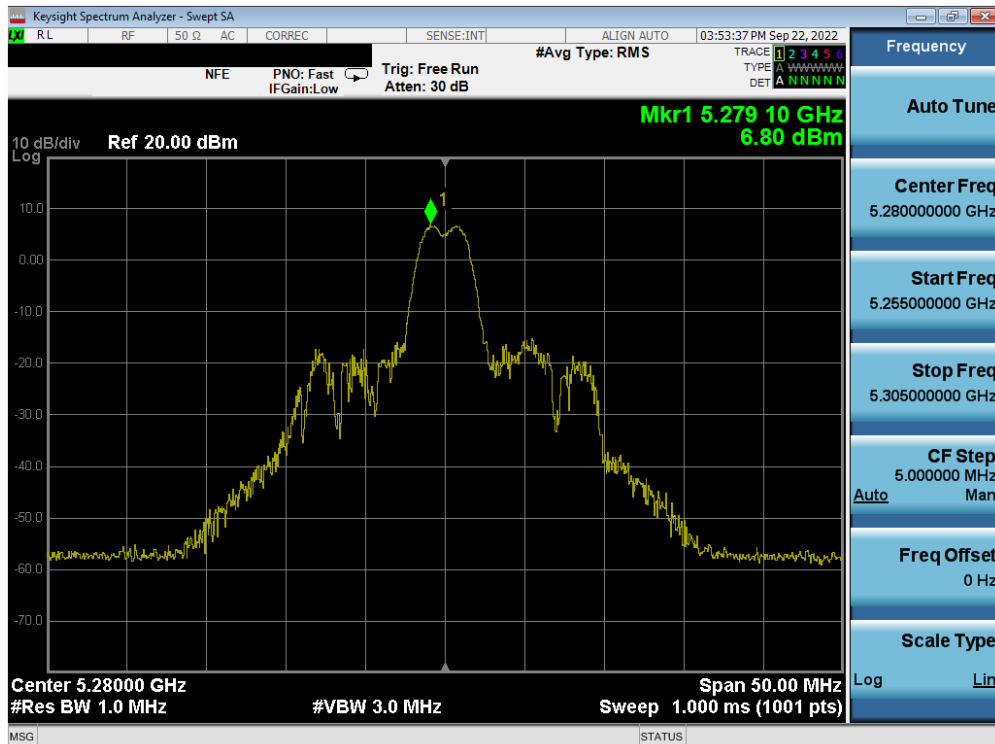 Keysight Spectrum Analyzer - Swept SA
LXI RL RF 50 Ω AC CORREC SENSE:INT ALIGN AUTO 03:53:37 PM Sep 22, 2022
NFE PNO: Fast Trig: Free Run #Avg Type: RMS TRACE 1 2 3 4 5 6
IFGain:Low Atten: 30 dB TYPE A WWWWW
DET A N N N N N
Mkr1 5.279 10 GHz
6.80 dBm
10 dB/div Ref 20.00 dBm
Log
1
10.0
0.00
-10.0
-20.0
-30.0
-40.0
-50.0
-60.0
-70.0
Center 5.28000 GHz Span 50.00 MHz
#Res BW 1.0 MHz #VBW 3.0 MHz Sweep 1.000 ms (1001 pts)
MSG STATUS
Frequency
Auto Tune
Center Freq
5.280000000 GHz
Start Freq
5.255000000 GHz
Stop Freq
5.305000000 GHz
CF Step
5.000000 MHz
Auto Man
Freq Offset
0 Hz
Scale Type
Log Lin